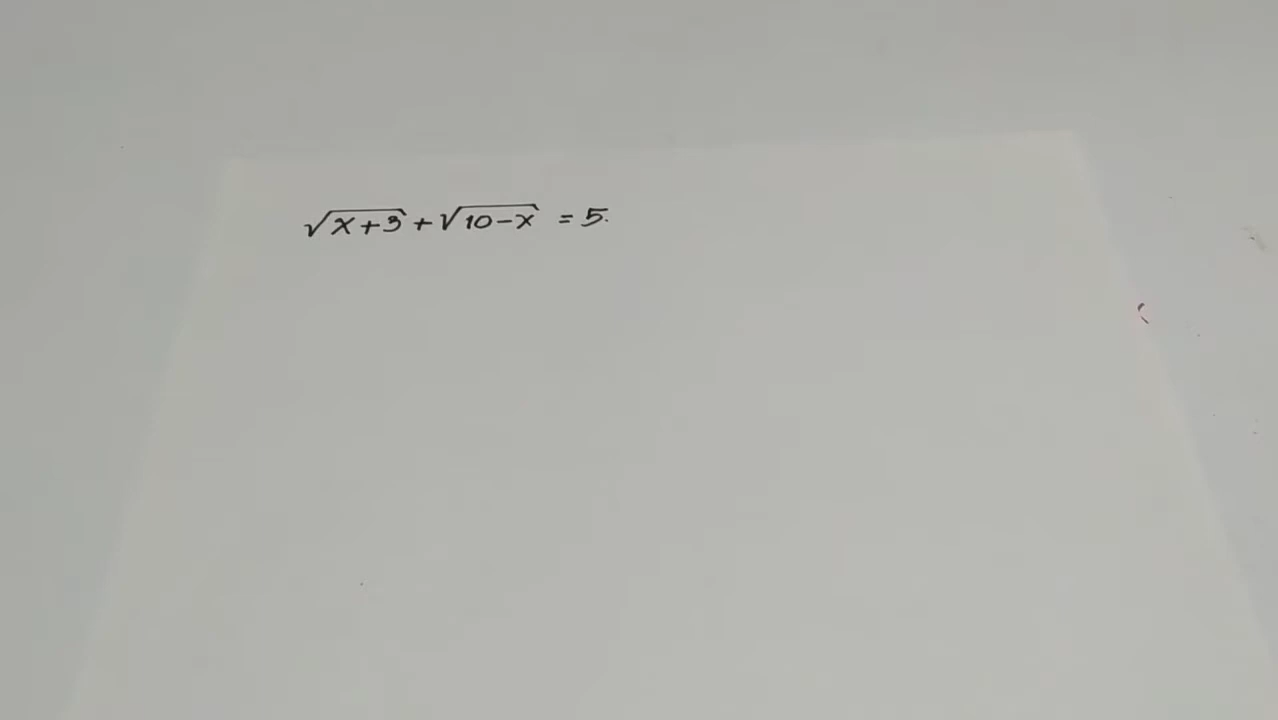 √(x+3) + √(10-x) = 5.